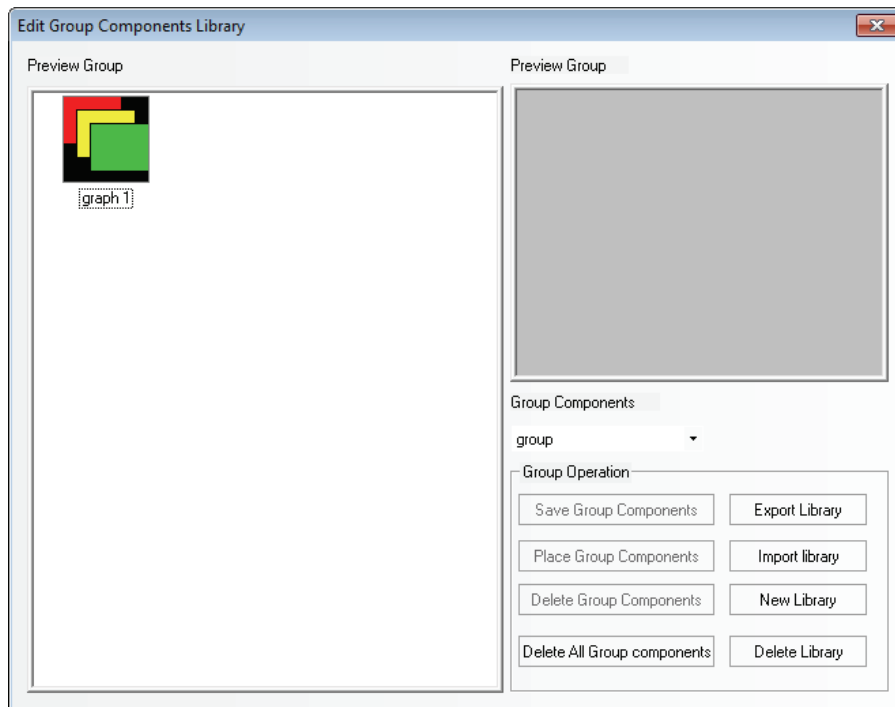 Edit Group Components Library
Preview Group
graph 1
Preview Group
Group Components
group
Group Operation
Save Group Components
Export Library
Place Group Components
Import library
Delete Group Components
New Library
Delete All Group components
Delete Library